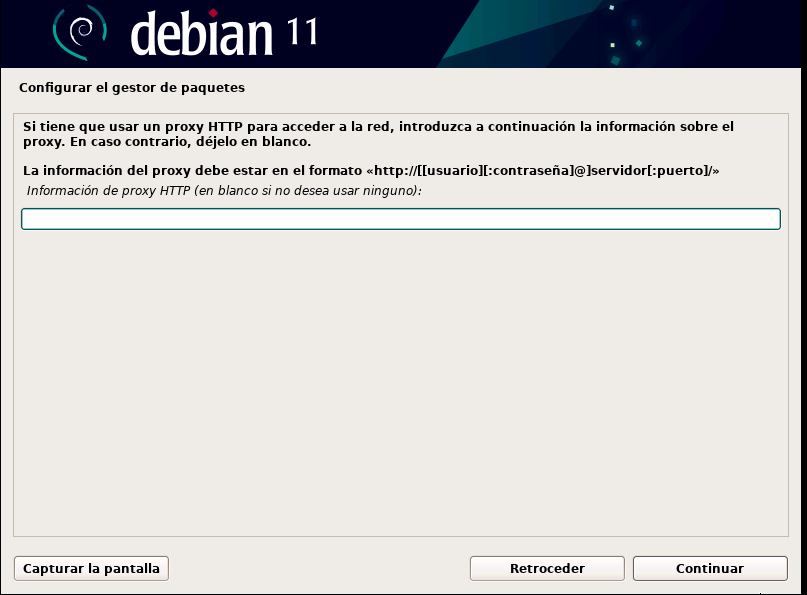 debian 11
Configurar el gestor de paquetes
Si tiene que usar un proxy HTTP para acceder a la red, introduzca a continuación la información sobre el
proxy. En caso contrario, déjelo en blanco.
La información del proxy debe estar en el formato «http://[[usuario][:contraseña]@]servidor[:puerto]/»
Información de proxy HTTP (en blanco si no desea usar ninguno):
Capturar la pantalla
Retroceder
Continuar